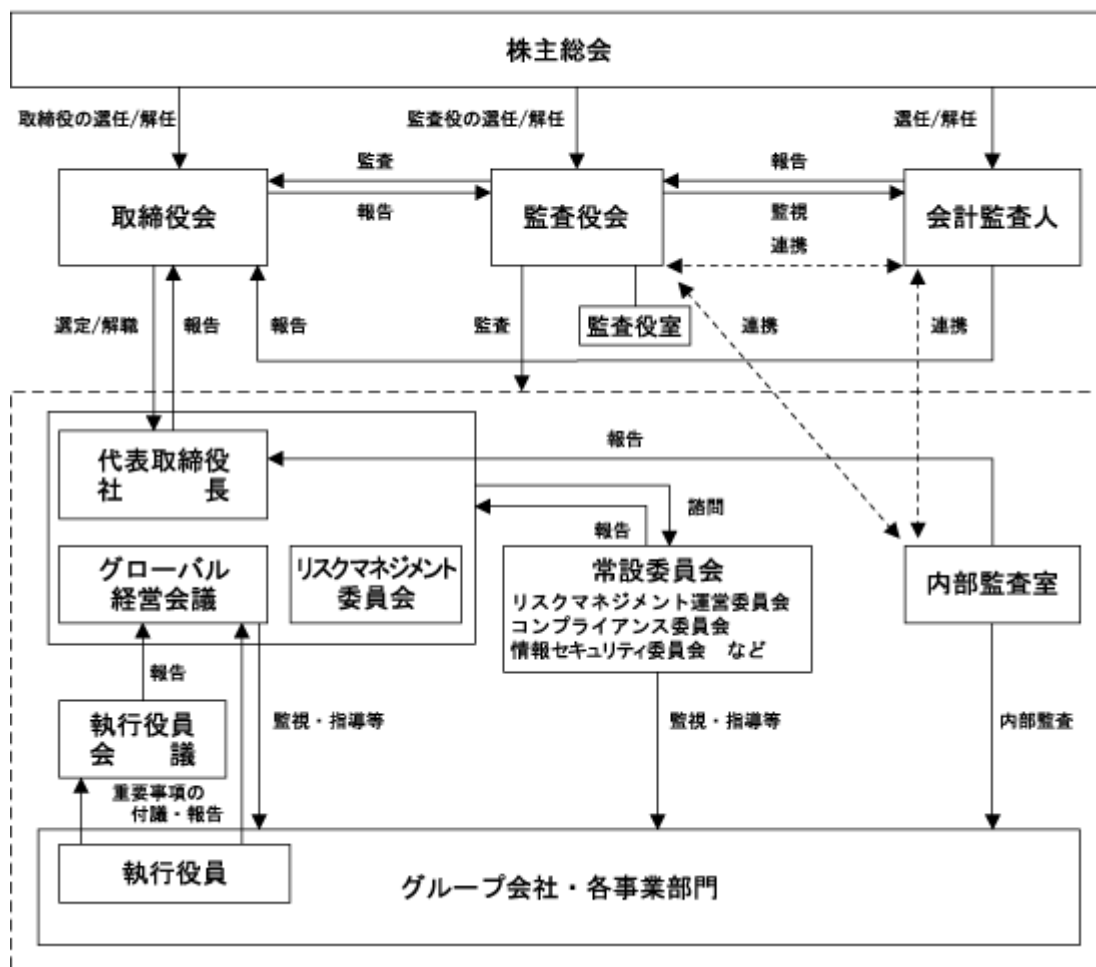 株主総会
取締役の選任/解任
監査役の選任/解任
選任/解任
監査
報告
取締役会
監査役会
会計監査人
報告
監視
連携
選定/解職
報告
報告
監査
監査役室
連携
連携
代表取締役
社　　　長
報告
諮問
報告
グローバル
経営会議
リスクマネジメント
委員会
常設委員会
リスクマネジメント運営委員会
コンプライアンス委員会
情報セキュリティ委員会　など
内部監査室
報告
執行役員
会　　議
監視・指導等
監視・指導等
内部監査
重要事項の
付議・報告
執行役員
グループ会社・各事業部門